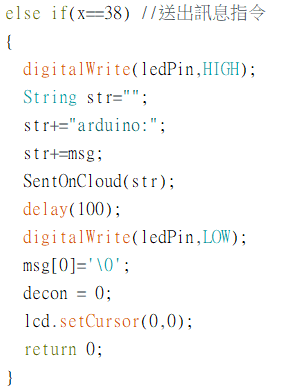 else if(x==38) //送出訊息指令
{
digitalWrite(ledPin,HIGH);
String str="";
str+="arduino:";
str+=msg;
SentOnCloud(str);
delay(100);
digitalWrite(ledPin,LOW);
msg[0]='\0';
decon = 0;
lcd.setCursor(0,0);
return 0;
}